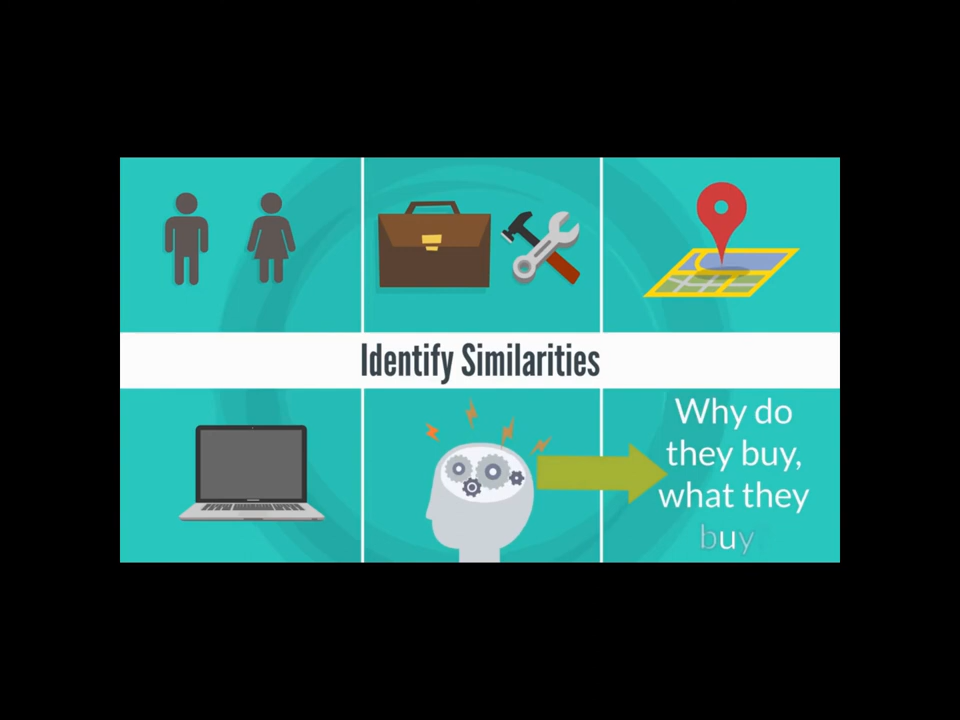 Identify Similarities
Why do
they buy,
what they
buy